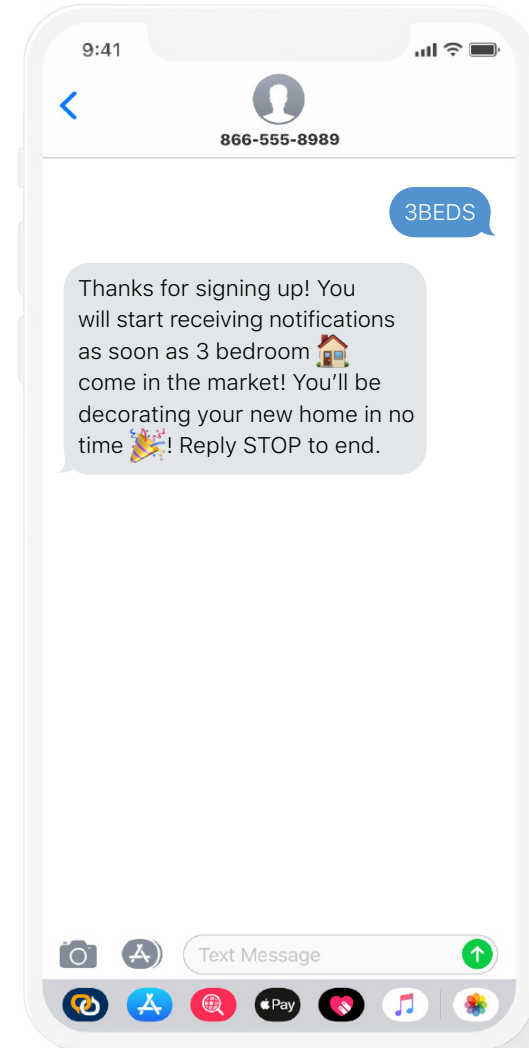 9:41
866-555-8989
3BEDS
Thanks for signing up! You
will start receiving notifications
as soon as 3 bedroom 🏠
come in the market! You’ll be
decorating your new home in no
time 🎉! Reply STOP to end.
Text Message
Pay